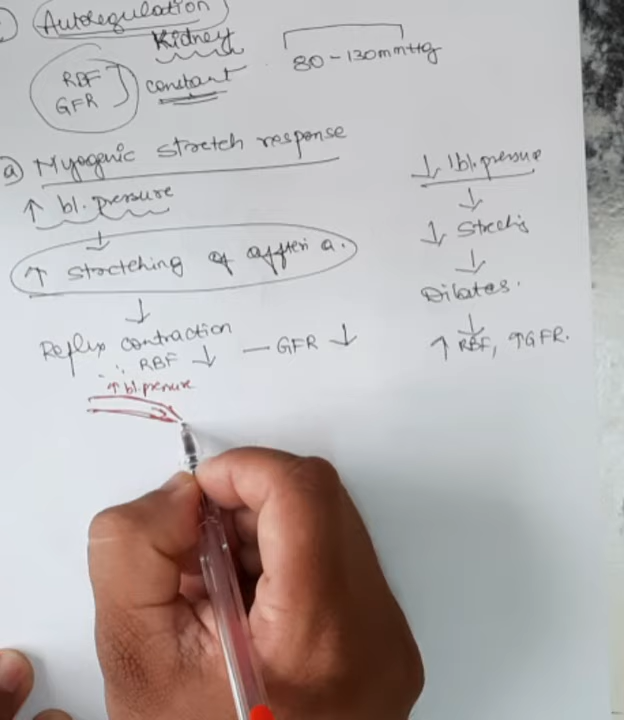 Autoregulation
Kidney
RBF
GFR
constant
80-130mmHg
a) Myogenic stretch response
↑ bl. pressure
↓
↑ stretching of afferi a.
↓
Reflex contraction
∴ RBF ↓ — GFR ↓
↑ bl. pressure
↓ bl. pressure
↓
↓
↓
Dilates.
↓
↑ RBF, ↑GFR.